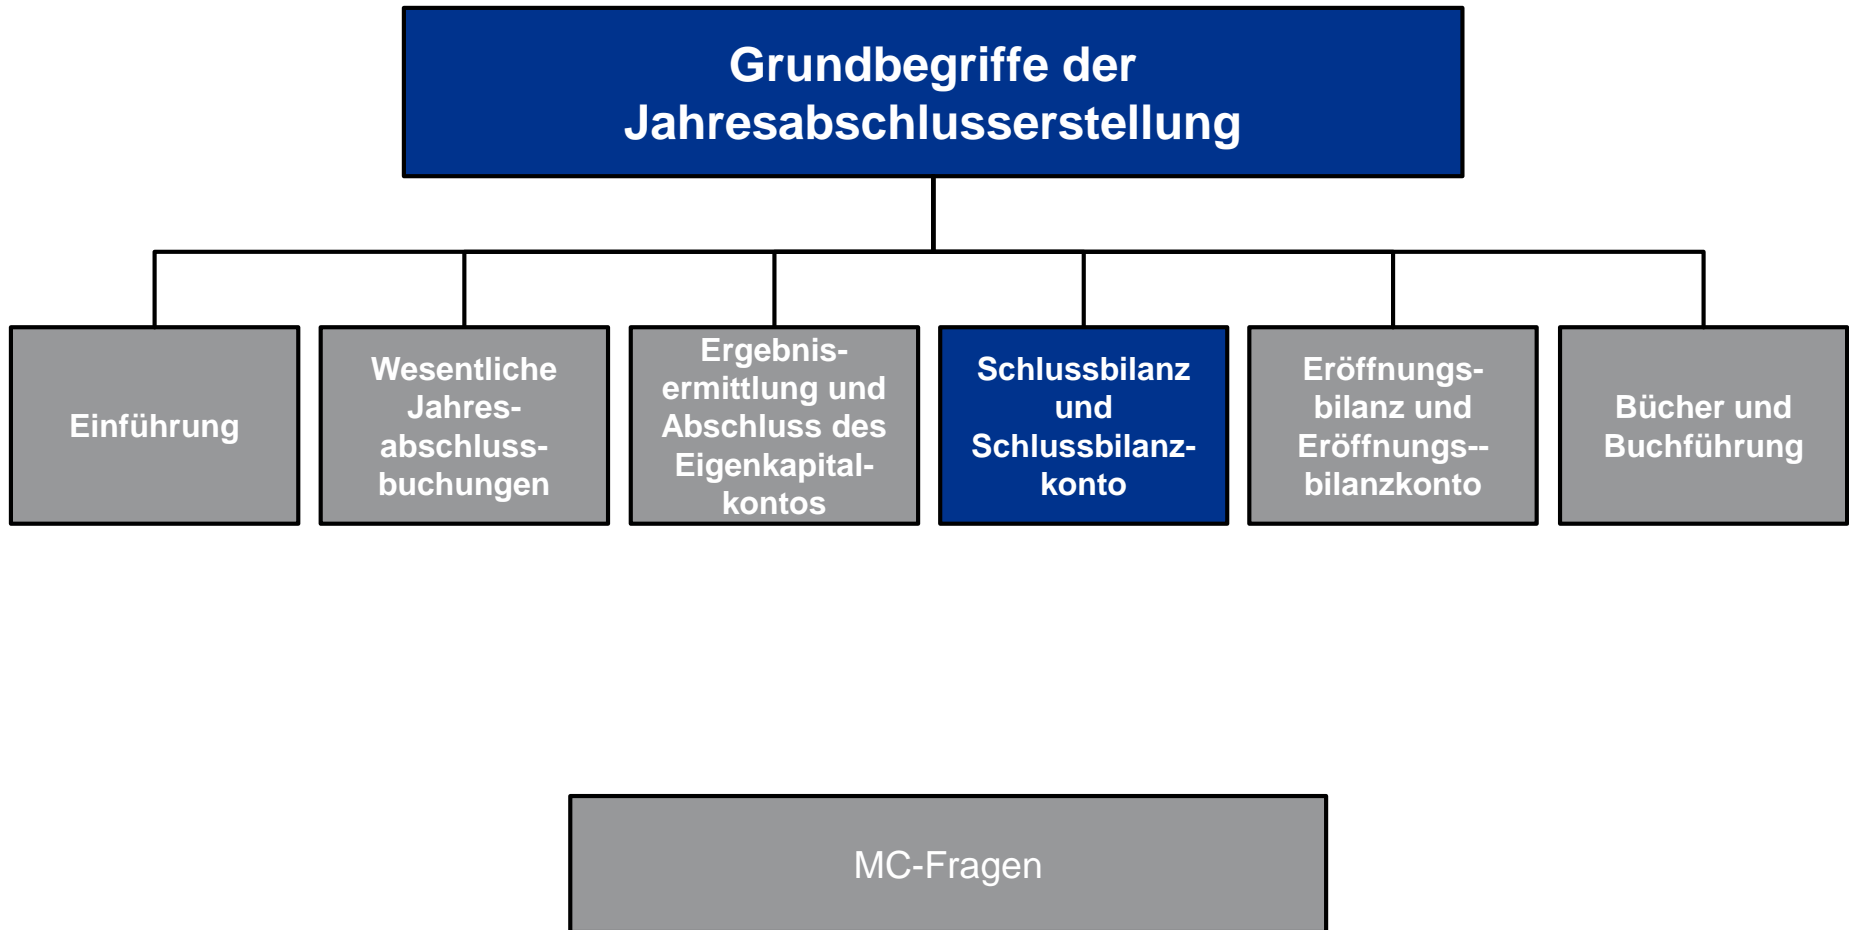 Grundbegriffe der
Jahresabschlusserstellung
Einführung
Wesentliche
Jahres-
abschluss-
buchungen
Ergebnis-
ermittlung und
Abschluss des
Eigenkapital-
kontos
Schlussbilanz
und
Schlussbilanz-
konto
Eröffnungs-
bilanz und
Eröffnungs--
bilanzkonto
Bücher und
Buchführung
MC-Fragen